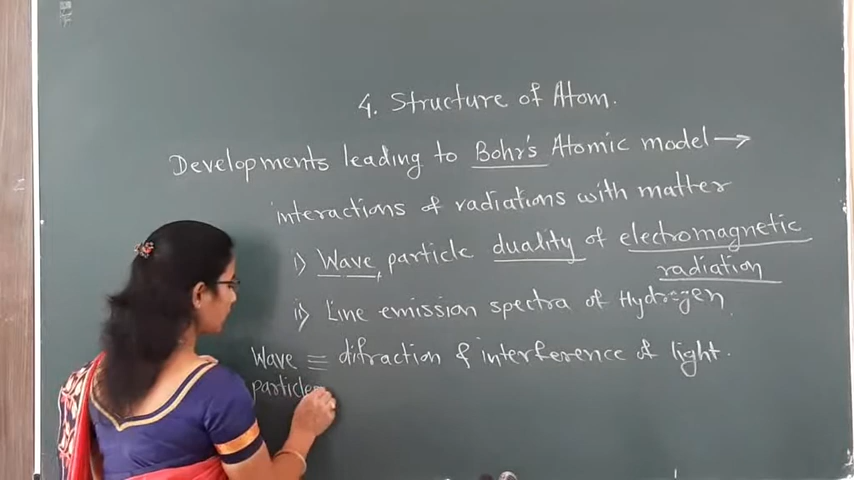 4. Structure of Atom.
Developments leading to Bohr's Atomic model →
interactions of radiations with matter
i) Wave, particle duality of electromagnetic
radiation
ii) Line emission spectra of Hydrogen.
Wave = difraction & interference of light.
particle